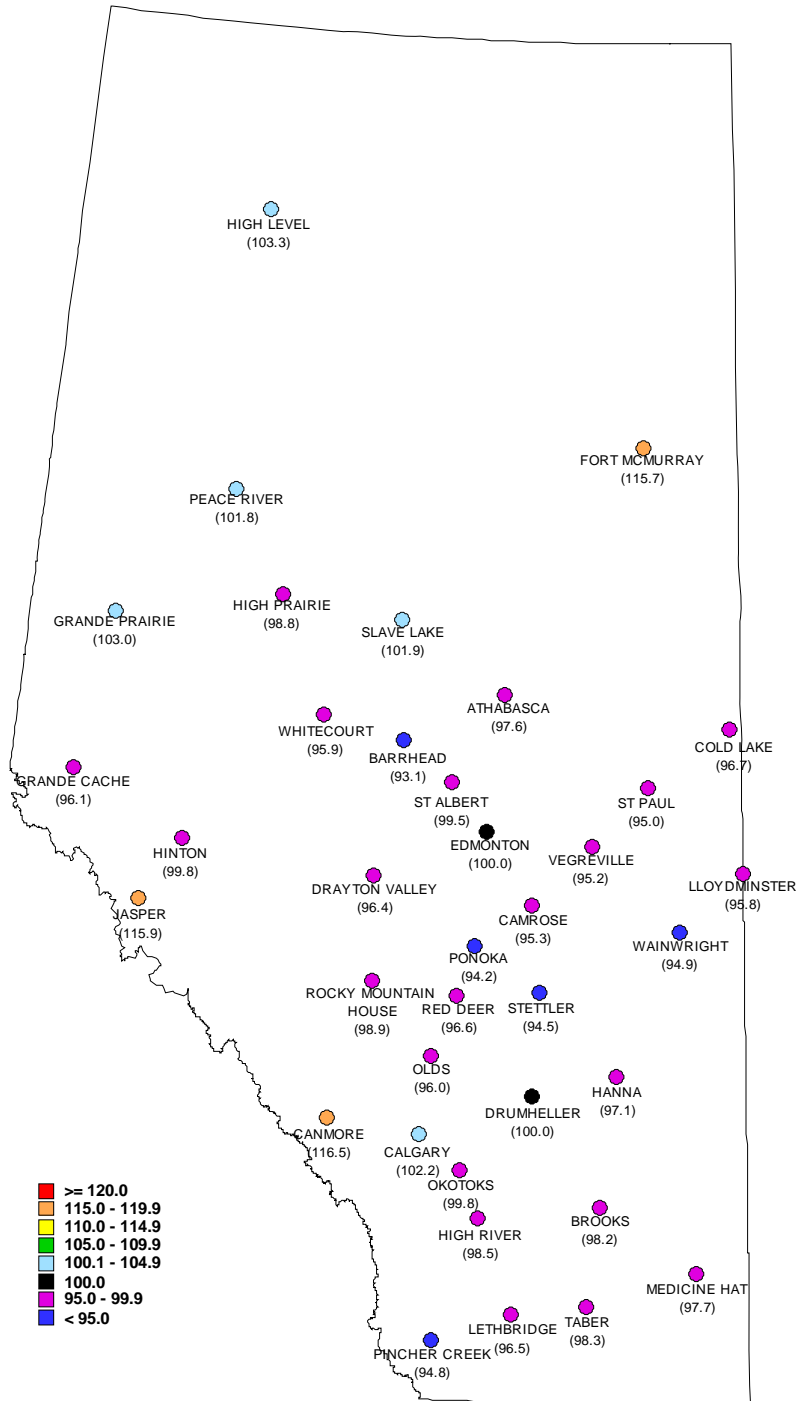 HIGH LEVEL
(103.3)
FORT MCMURRAY
(115.7)
PEACE RIVER
(101.8)
HIGH PRAIRIE
(98.8)
GRANDE PRAIRIE
(103.0)
SLAVE LAKE
(101.9)
ATHABASCA
(97.6)
WHITECOURT
(95.9)
BARRHEAD
(93.1)
COLD LAKE
(96.7)
GRANDE CACHE
(96.1)
ST ALBERT
(99.5)
ST PAUL
(95.0)
EDMONTON
(100.0)
HINTON
(99.8)
VEGREVILLE
(95.2)
DRAYTON VALLEY
(96.4)
LLOYDMINSTER
(95.8)
JASPER
(115.9)
CAMROSE
(95.3)
WAINWRIGHT
(94.9)
PONOKA
(94.2)
ROCKY MOUNTAIN
HOUSE
(98.9)
RED DEER
(96.6)
STETTLER
(94.5)
OLDS
(96.0)
HANNA
(97.1)
DRUMHELLER
(100.0)
CANMORE
(116.5)
CALGARY
(102.2)
OKOTOKS
(99.8)
HIGH RIVER
(98.5)
BROOKS
(98.2)
MEDICINE HAT
(97.7)
TABER
(98.3)
LETHBRIDGE
(96.5)
PINCHER CREEK
(94.8)
>= 120.0
115.0 - 119.9
110.0 - 114.9
105.0 - 109.9
100.1 - 104.9
100.0
95.0 - 99.9
< 95.0